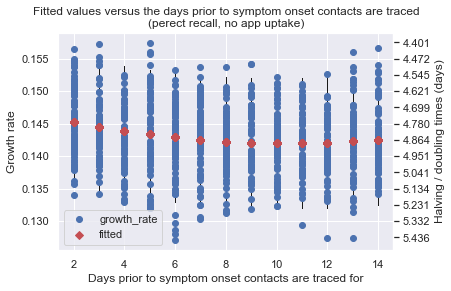 Fitted values versus the days prior to symptom onset contacts are traced
(perect recall, no app uptake)
Growth rate
0.155
0.150
0.145
0.140
0.135
0.130
4.401
4.472
4.545
4.621
4.699
4.780
4.864
4.951
5.041
5.134
5.231
5.332
5.436
Halving / doubling times (days)
growth_rate
fitted
2 4 6 8 10 12 14
Days prior to symptom onset contacts are traced for